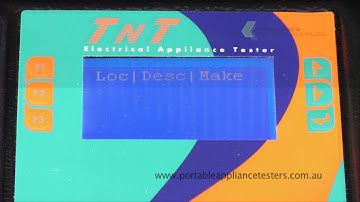 TnT
Electrical Appliance Tester
Loc|Desc|Make
F1
F2
F3
www.portableappliancetesters.com.au